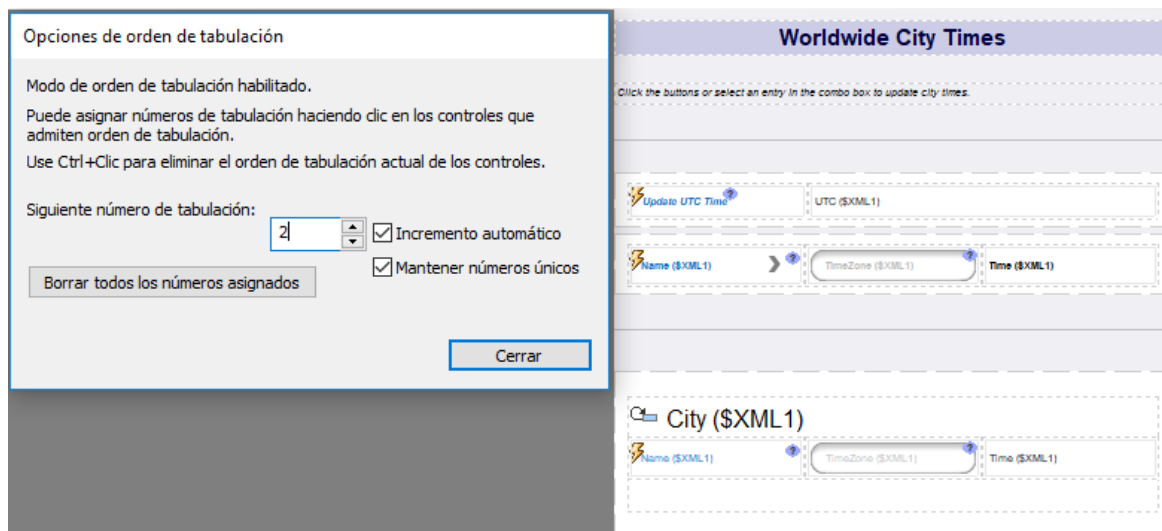 Opciones de orden de tabulación
Modo de orden de tabulación habilitado.
Puede asignar números de tabulación haciendo clic en los controles que
admiten orden de tabulación.
Use Ctrl+Clic para eliminar el orden de tabulación actual de los controles.
Siguiente número de tabulación:
2
Incremento automático
Mantener números únicos
Borrar todos los números asignados
Cerrar
Worldwide City Times
Click the buttons or select an entry in the combo box to update city times.
Update UTC Time UTC ($XML1)
Name ($XML1) TimeZone ($XML1) Time ($XML1)
City ($XML1)
Name ($XML1) TimeZone ($XML1) Time ($XML1)